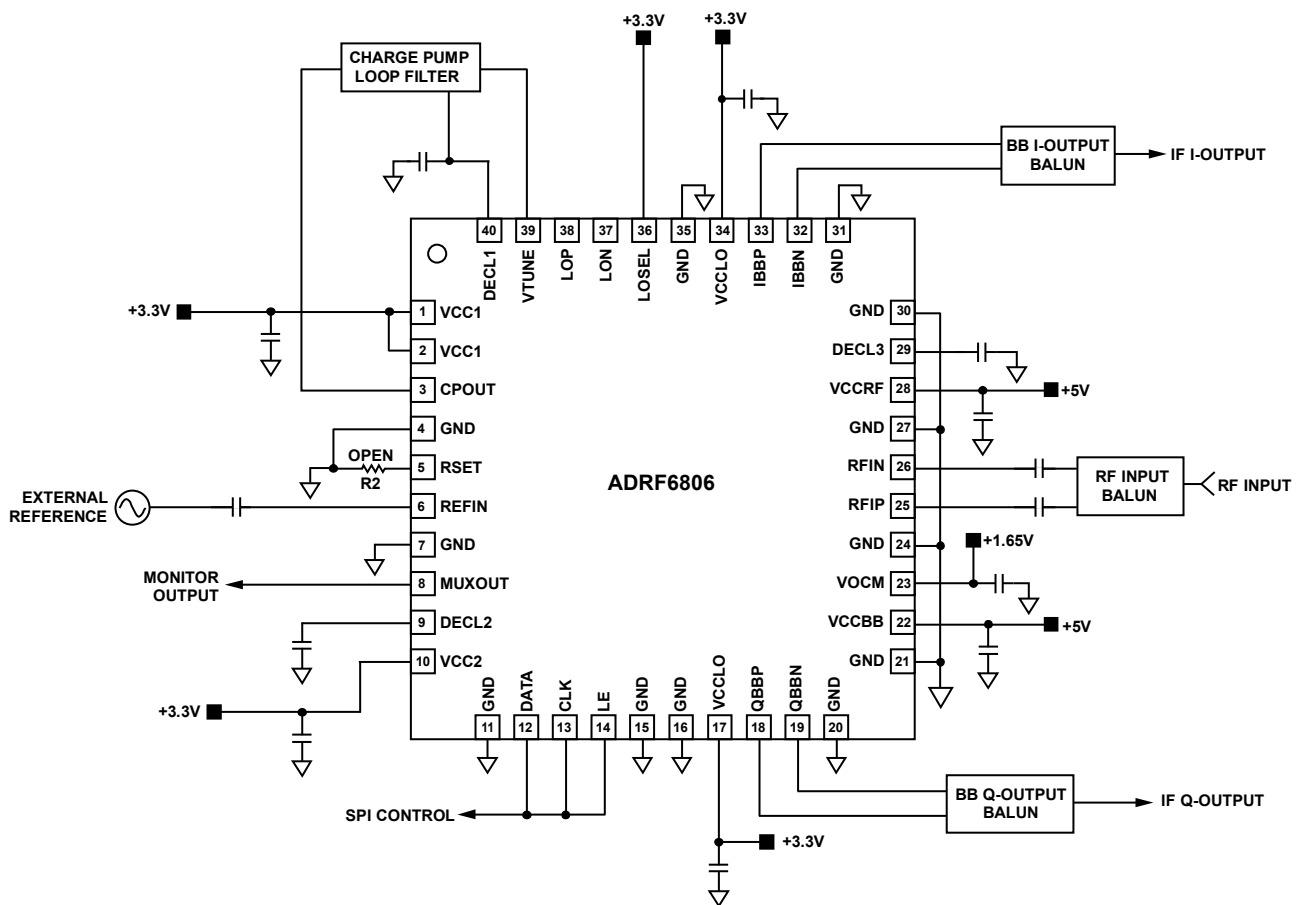 +3.3V
+3.3V
CHARGE PUMP
LOOP FILTER
BB I-OUTPUT
BALUN
IF I-OUTPUT
40
39
38
37
36
35
34
33
32
31
DECL1
VTUNE
LOP
LON
LOSEL
GND
VCCLO
IBBP
IBBN
GND
+3.3V
1 VCC1
2 VCC1
3 CPOUT
4 GND
OPEN
R2
5 RSET
EXTERNAL
REFERENCE
6 REFIN
7 GND
MONITOR
OUTPUT
8 MUXOUT
9 DECL2
10 VCC2
+3.3V
ADRF6806
GND 30
DECL3 29
VCCRF 28
+5V
GND 27
RFIN 26
RFIP 25
RF INPUT
BALUN
RF INPUT
GND 24
+1.65V
VOCM 23
VCCBB 22
+5V
GND 21
GND
DATA
CLK
LE
GND
GND
VCCLO
QBBP
QBBN
GND
11
12
13
14
15
16
17
18
19
20
SPI CONTROL
BB Q-OUTPUT
BALUN
IF Q-OUTPUT
+3.3V